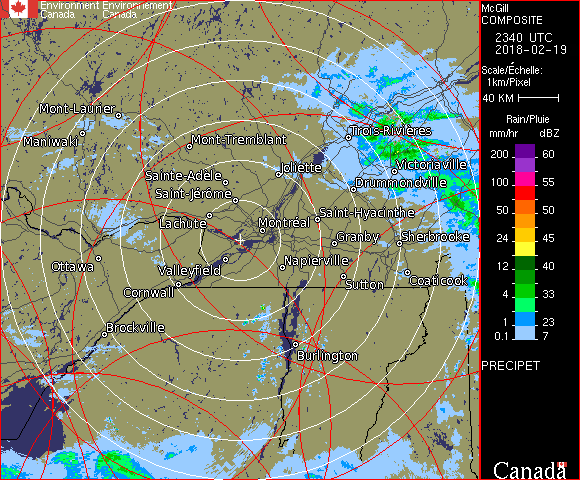 Environment Environnement
Canada Canada
McGill
COMPOSITE
2340 UTC
2018-02-19
Scale/Échelle:
1km/Pixel
40 KM
Rain/Pluie
mm/hr dBZ
200 60
100 55
50 50
24 45
12 40
4 33
1 23
0.1 7
PRECIPET
Canada
Mont-Laurier
Maniwaki
Mont-Tremblant
Trois-Rivières
Sainte-Adèle
Joliette
Victoriaville
Drummondville
Saint-Jérôme
Lachute
Montréal
Saint-Hyacinthe
Granby
Sherbrooke
Ottawa
Valleyfield
Napierville
Cornwall
Sutton
Coaticook
Brockville
Burlington